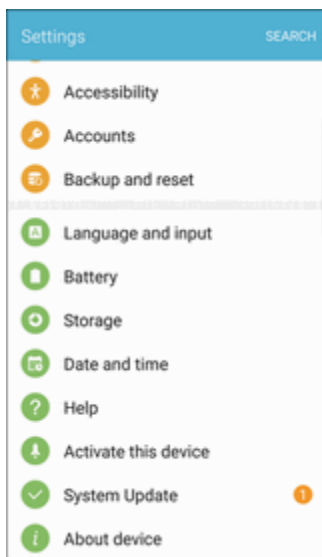 Settings SEARCH
Accessibility
Accounts
Backup and reset
Language and input
Battery
Storage
Date and time
Help
Activate this device
System Update 1
About device